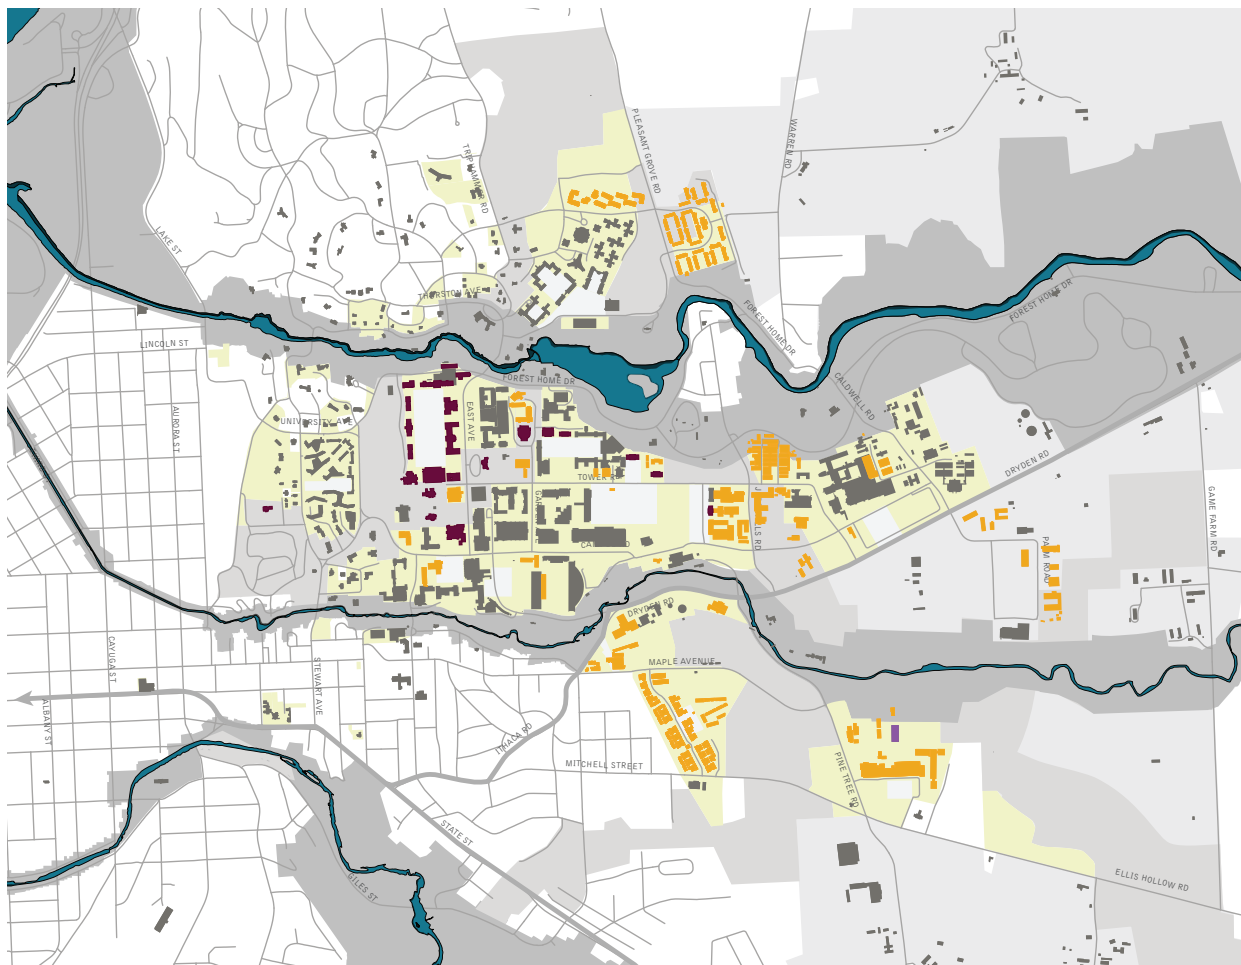 PLEASANT GROVE RD
WARREN RD
TRIPHAMMER RD
LAKE ST
THURSTON AVE
FOREST HOME DR
FOREST HOME DR
LINCOLN ST
FOREST HOME DR
CALDWELL RD
AURORA ST
UNIVERSITY AVE
EAST AVE
DRYDEN RD
TOWER RD
GAME FARM RD
LS RD
PALM ROAD
DRYDEN RD
CAYUGA ST
STEWART AVE
MAPLE AVENUE
ALBANY ST
ITHACA RD
MITCHELL STREET
PINE TREE RD
STATE ST
GILES ST
ELLIS HOLLOW RD